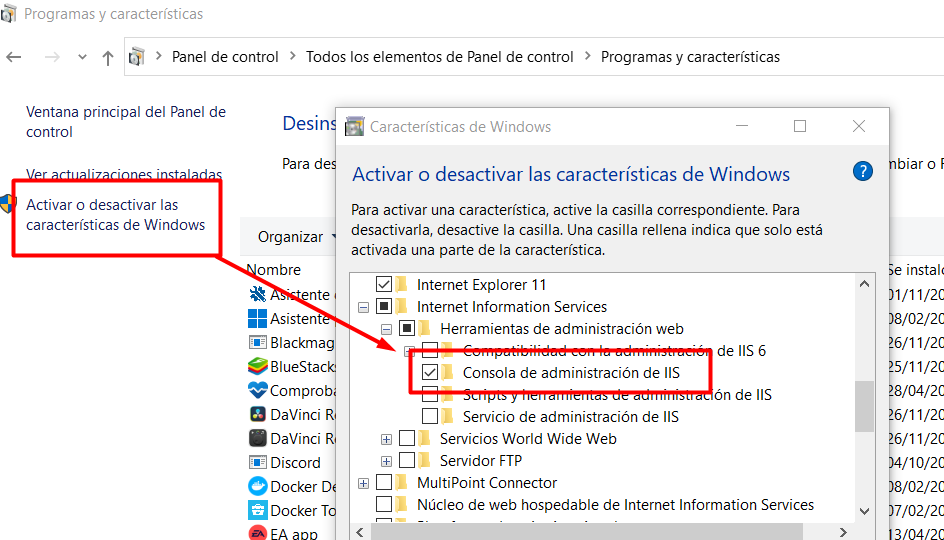 Programas y características
Panel de control > Todos los elementos de Panel de control > Programas y características
Ventana principal del Panel de
control
Ver actualizaciones instaladas
Activar o desactivar las
características de Windows
Desins
Para des
mbiar o R
Organizar
Nombre
Se instaló
Asistente
01/11/20
Asistente
08/02/20
Blackmag
26/11/20
BlueStacks
25/11/20
Comproba
26/11/20
DaVinci Re
26/11/20
DaVinci Re
26/11/20
Discord
04/10/20
Docker De
08/02/20
Docker To
07/02/20
EA app
13/04/20
Características de Windows
Activar o desactivar las características de Windows
?
Para activar una característica, active la casilla correspondiente. Para
desactivarla, desactive la casilla. Una casilla rellena indica que solo está
activada una parte de la característica.
Internet Explorer 11
Internet Information Services
Herramientas de administración web
Compatibilidad con la administración de IIS 6
Consola de administración de IIS
Scripts y herramientas de administración de IIS
Servicio de administración de IIS
Servicios World Wide Web
Servidor FTP
MultiPoint Connector
Núcleo de web hospedable de Internet Information Services